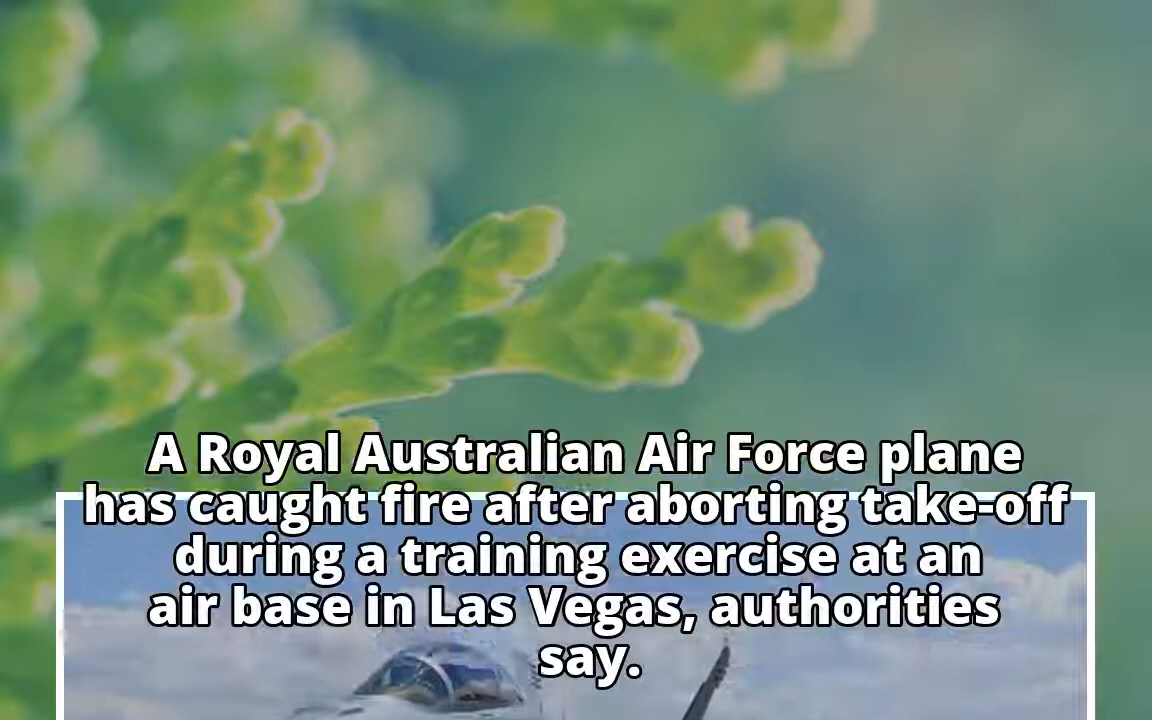 A Royal Australian Air Force plane
has caught fire after aborting take-off
during a training exercise at an
air base in Las Vegas, authorities
say.